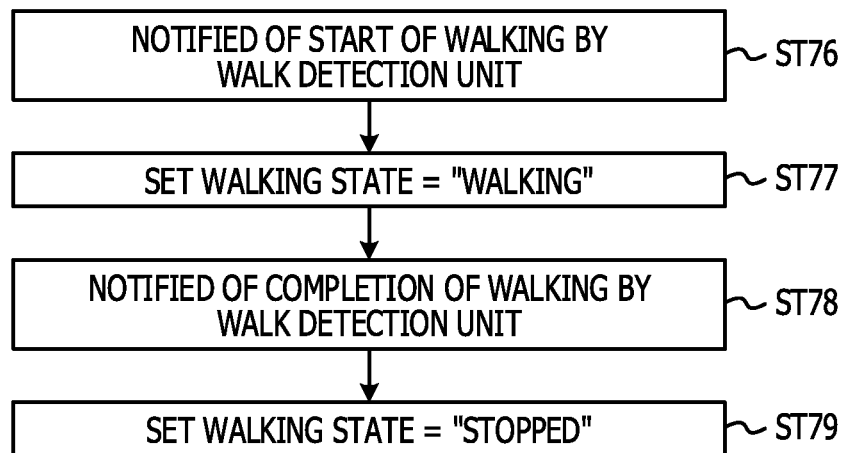 NOTIFIED OF START OF WALKING BY
WALK DETECTION UNIT
ST76
SET WALKING STATE = "WALKING"
ST77
NOTIFIED OF COMPLETION OF WALKING BY
WALK DETECTION UNIT
ST78
SET WALKING STATE = "STOPPED"
ST79